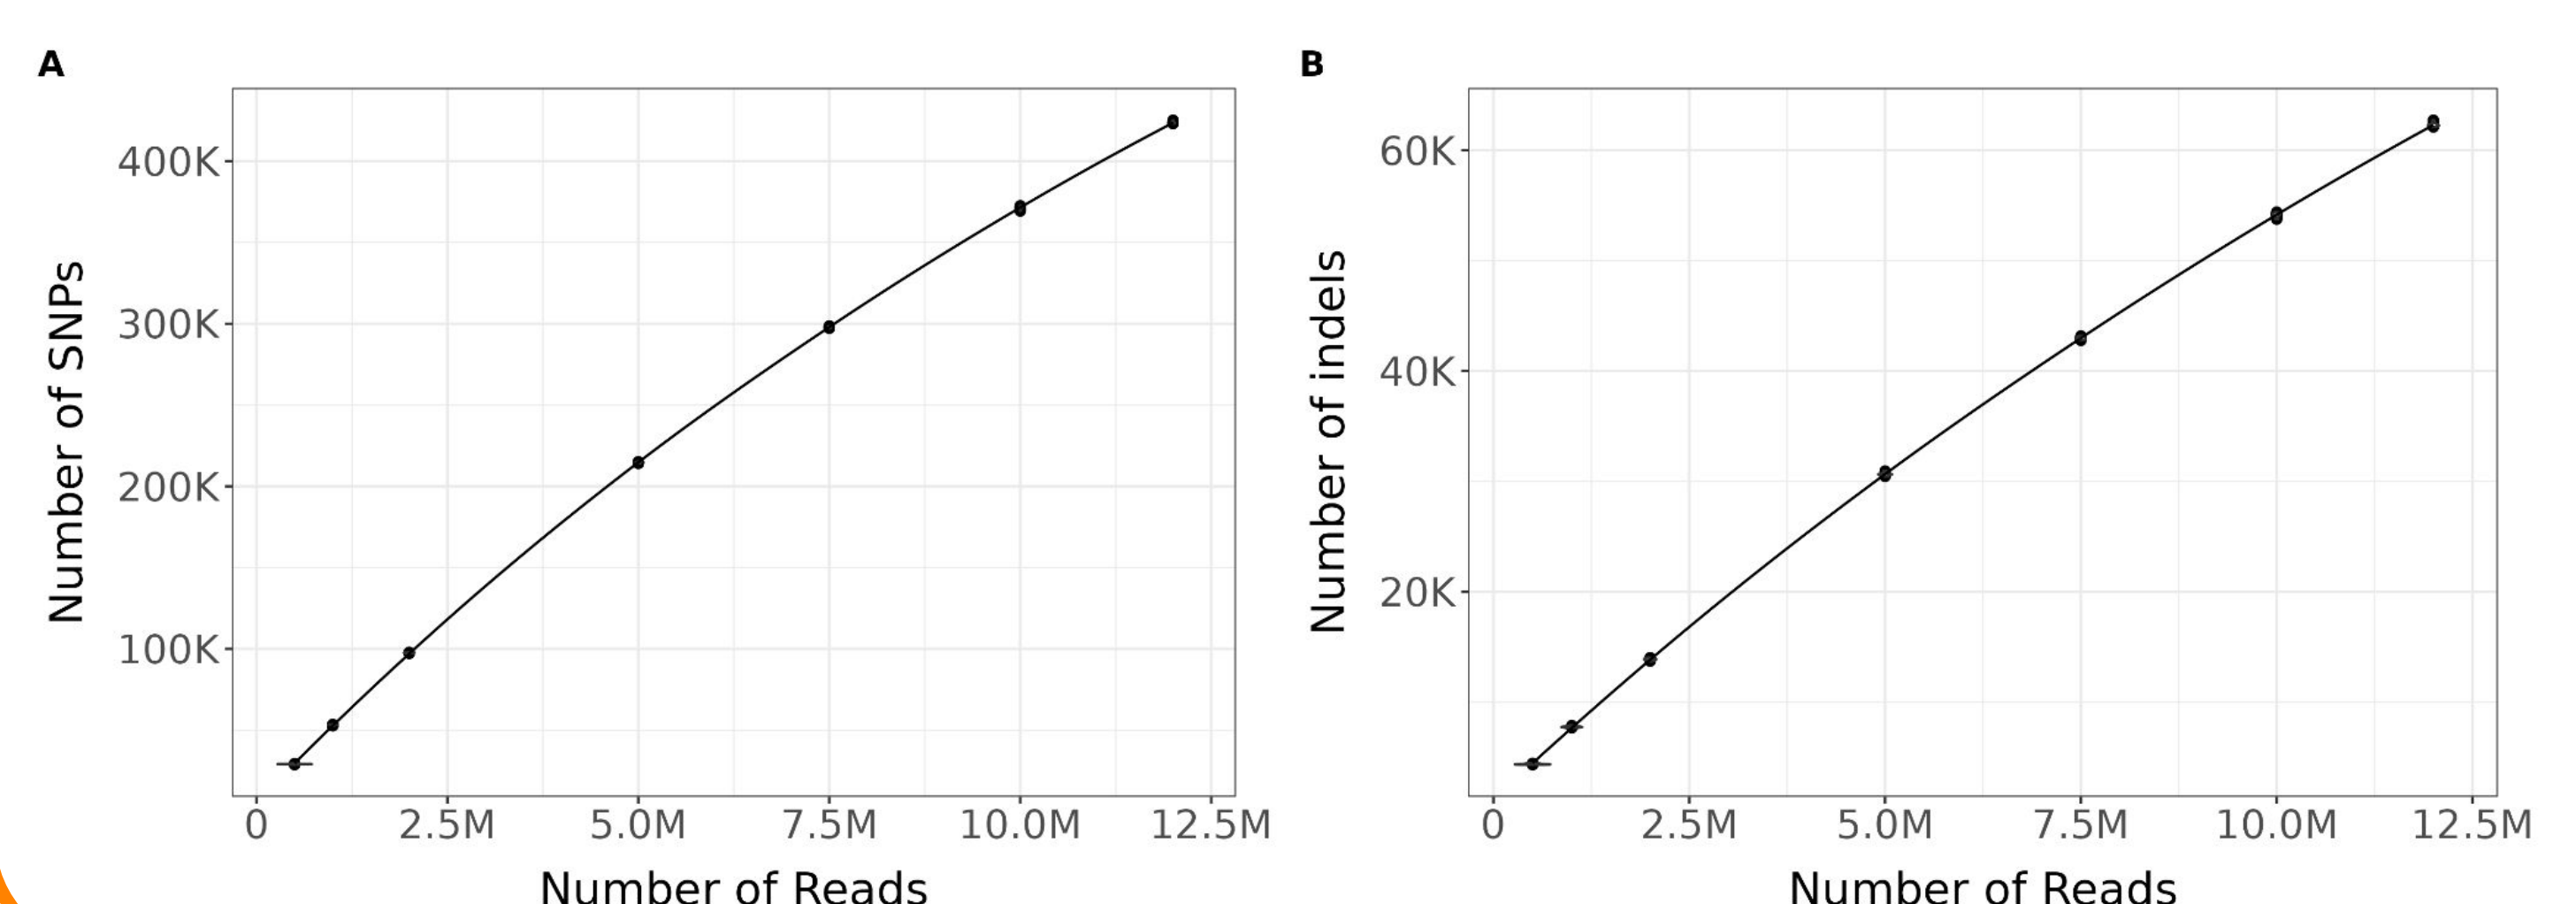 A
Number of SNPs
400K
300K
200K
100K
0 2.5M 5.0M 7.5M 10.0M 12.5M
Number of Reads
B
Number of indels
60K
40K
20K
0 2.5M 5.0M 7.5M 10.0M 12.5M
Number of Reads